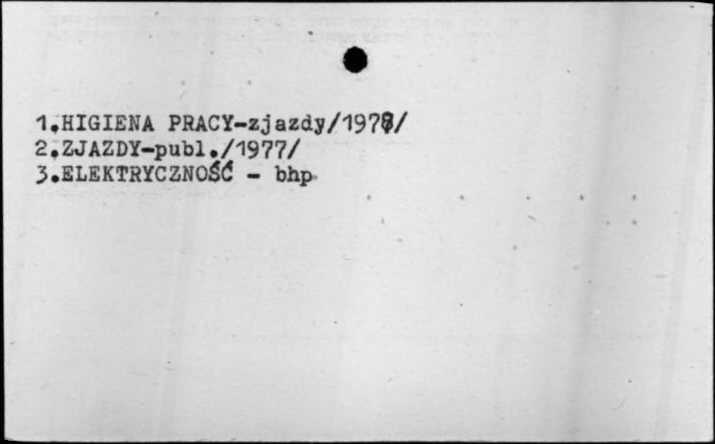 1.HIGIENA PRACY-zjazdy/1977/
2.ZJAZDY-publ./1977/
3.ELEKTRYCZNOŚĆ - bhp